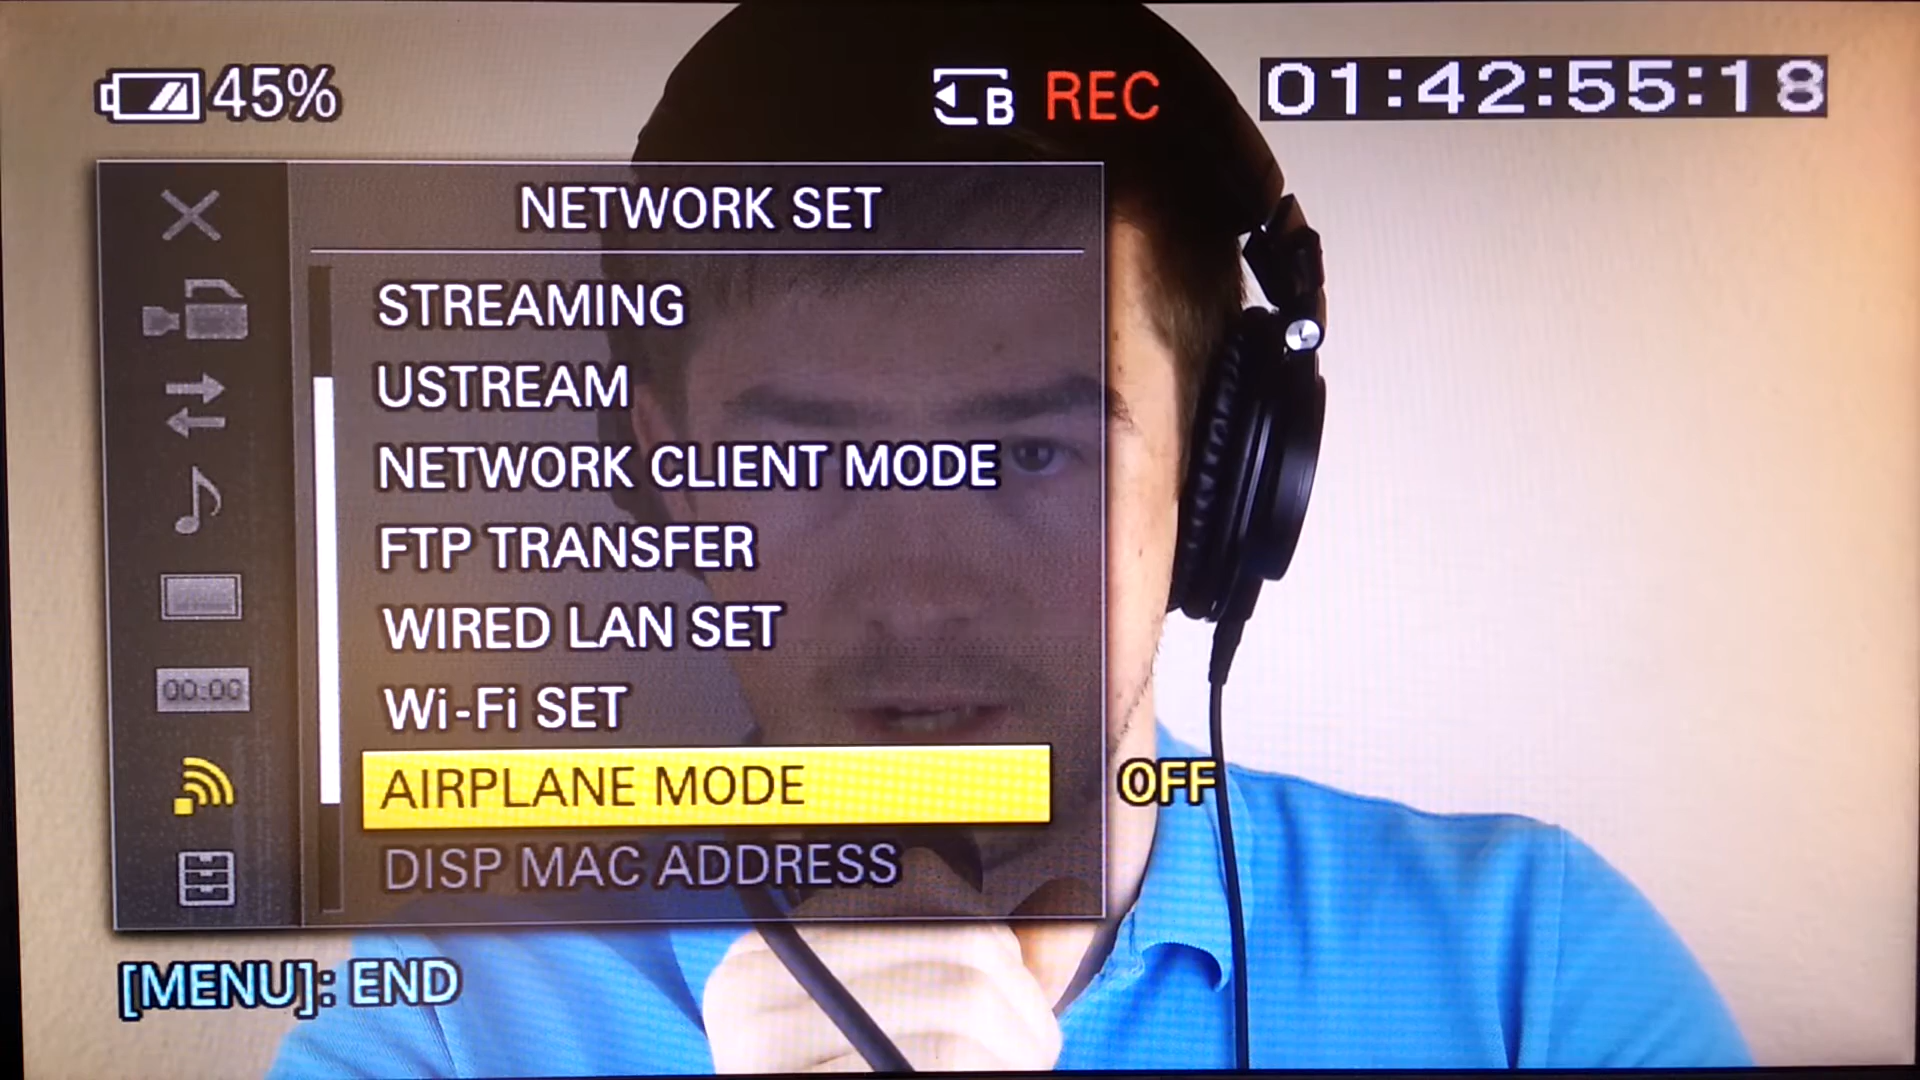 45% B REC 01:42:55:18
NETWORK SET
STREAMING
USTREAM
NETWORK CLIENT MODE
FTP TRANSFER
WIRED LAN SET
Wi-Fi SET
00:00
AIRPLANE MODE OFF
DISP MAC ADDRESS
[MENU]: END